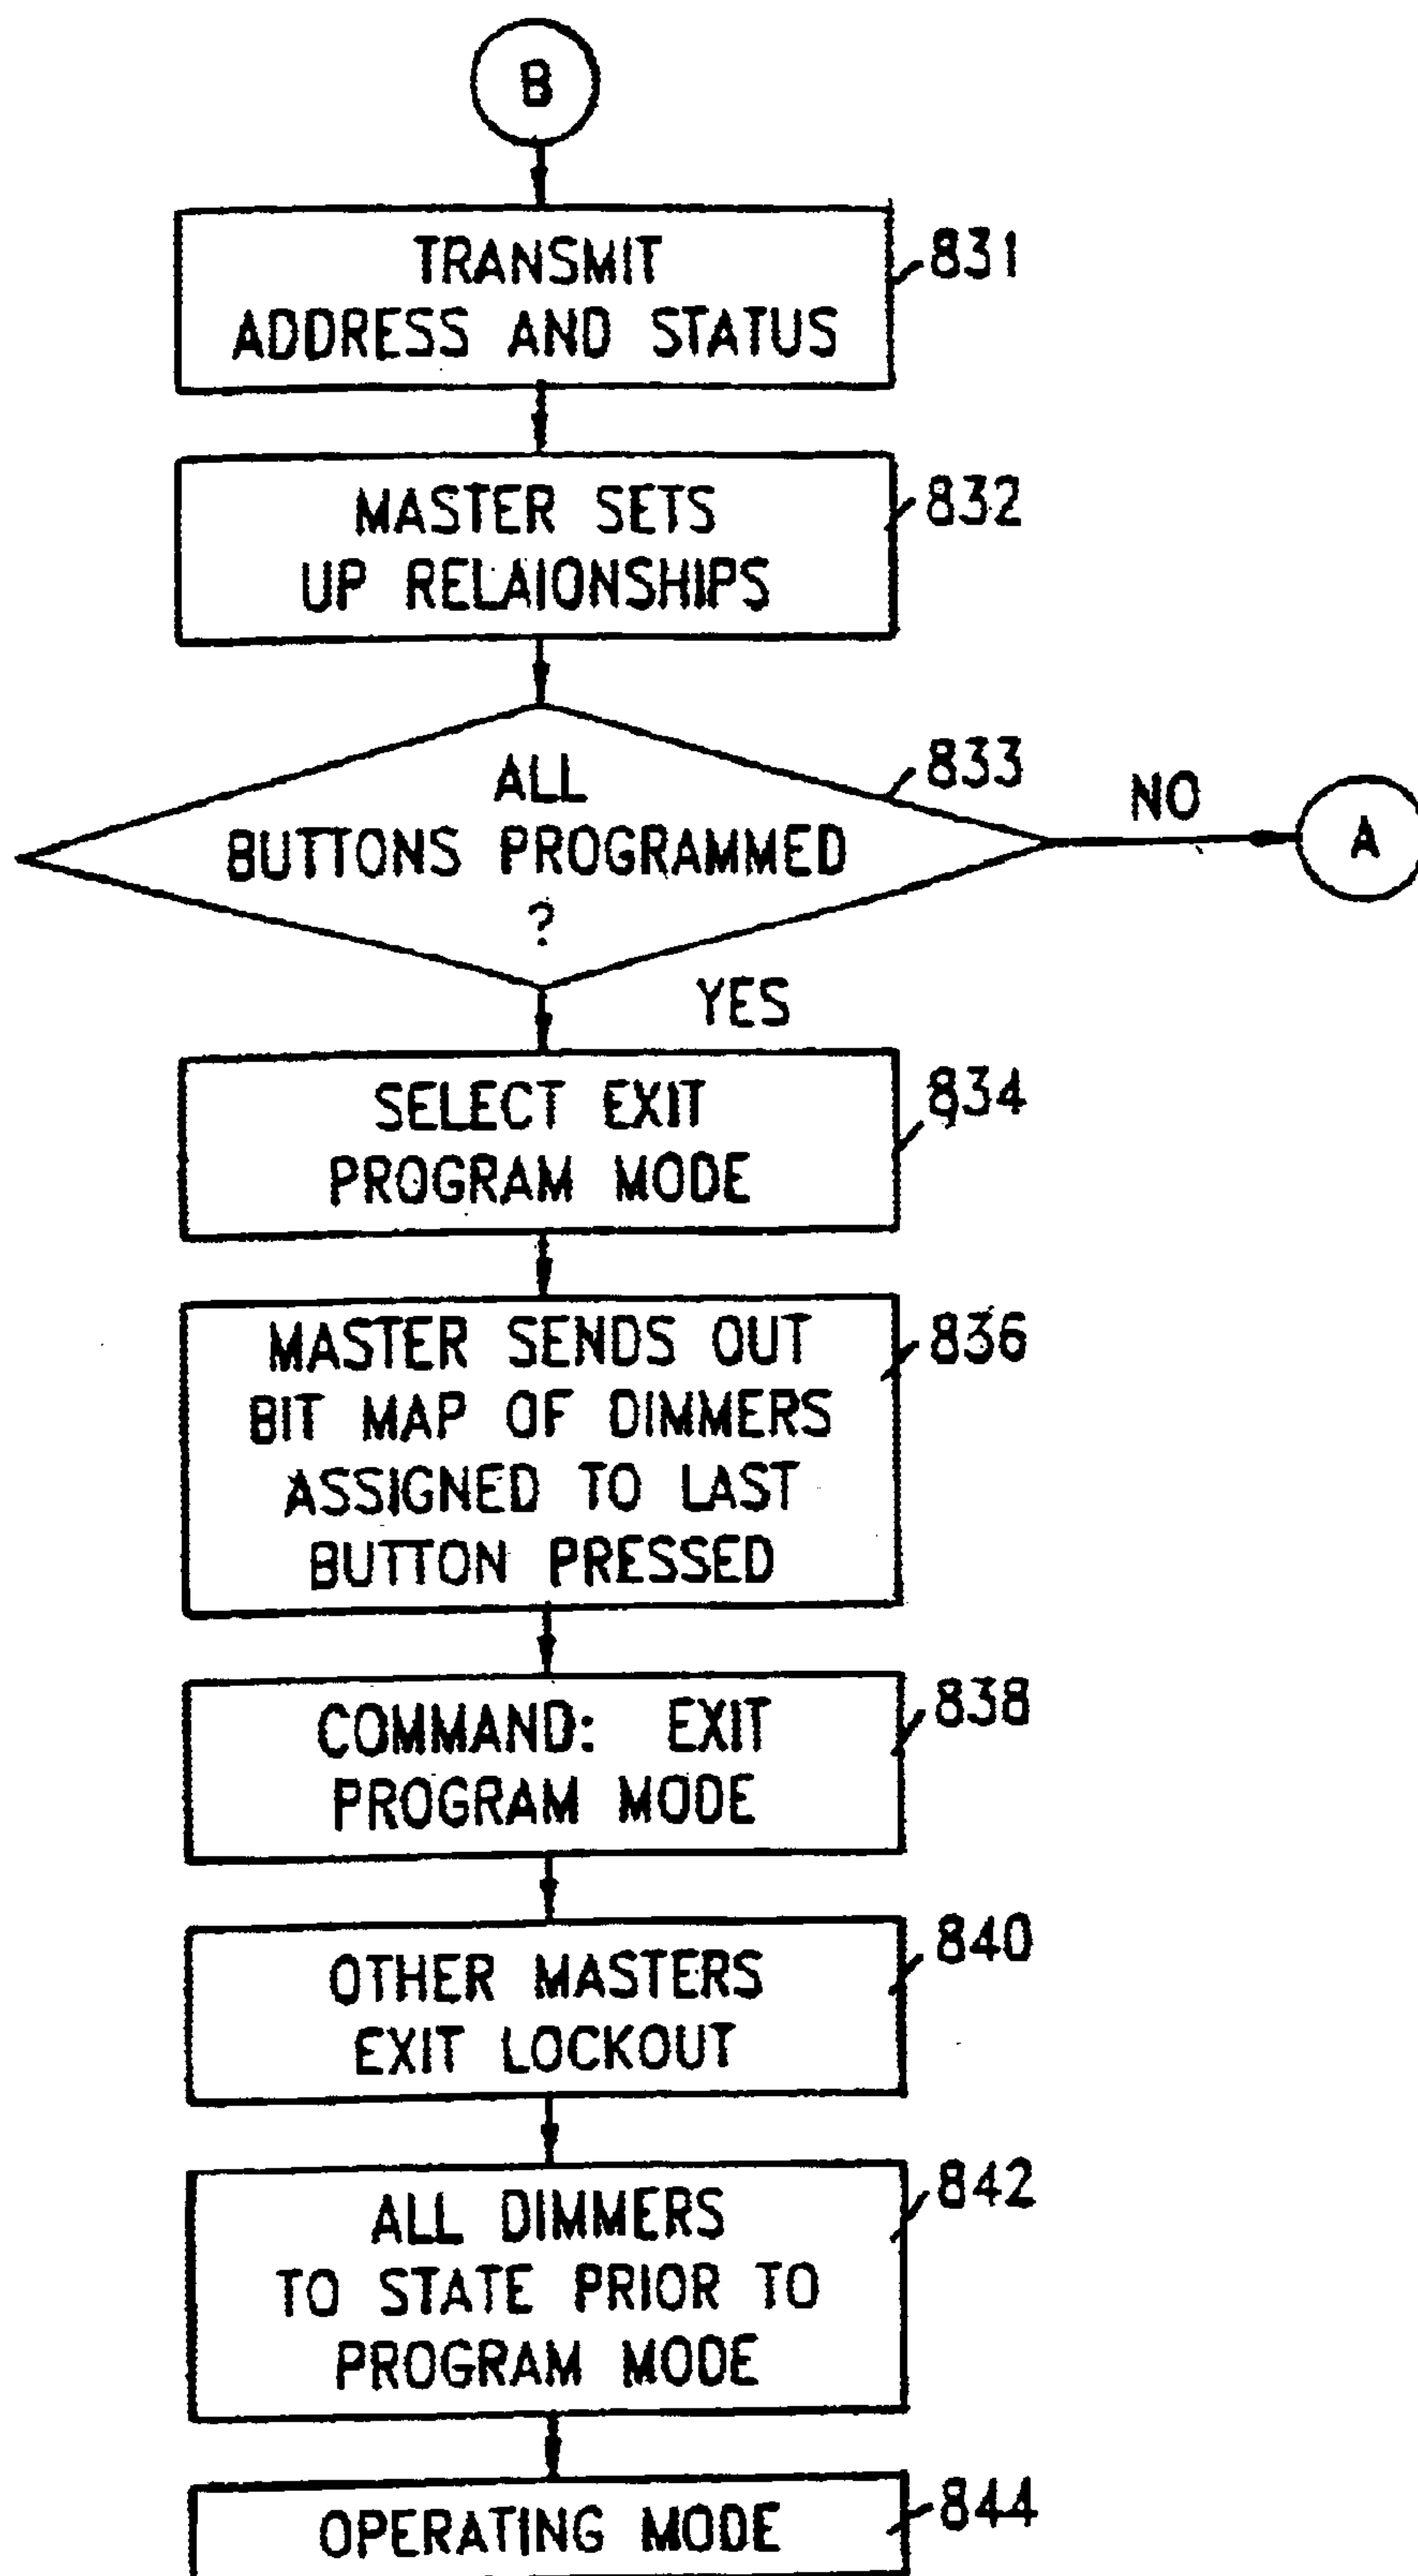 B
TRANSMIT
ADDRESS AND STATUS
831
MASTER SETS
UP RELAIONSHIPS
832
ALL
BUTTONS PROGRAMMED
?
833
NO
A
YES
SELECT EXIT
PROGRAM MODE
834
MASTER SENDS OUT
BIT MAP OF DIMMERS
ASSIGNED TO LAST
BUTTON PRESSED
836
COMMAND: EXIT
PROGRAM MODE
838
OTHER MASTERS
EXIT LOCKOUT
840
ALL DIMMERS
TO STATE PRIOR TO
PROGRAM MODE
842
OPERATING MODE
844